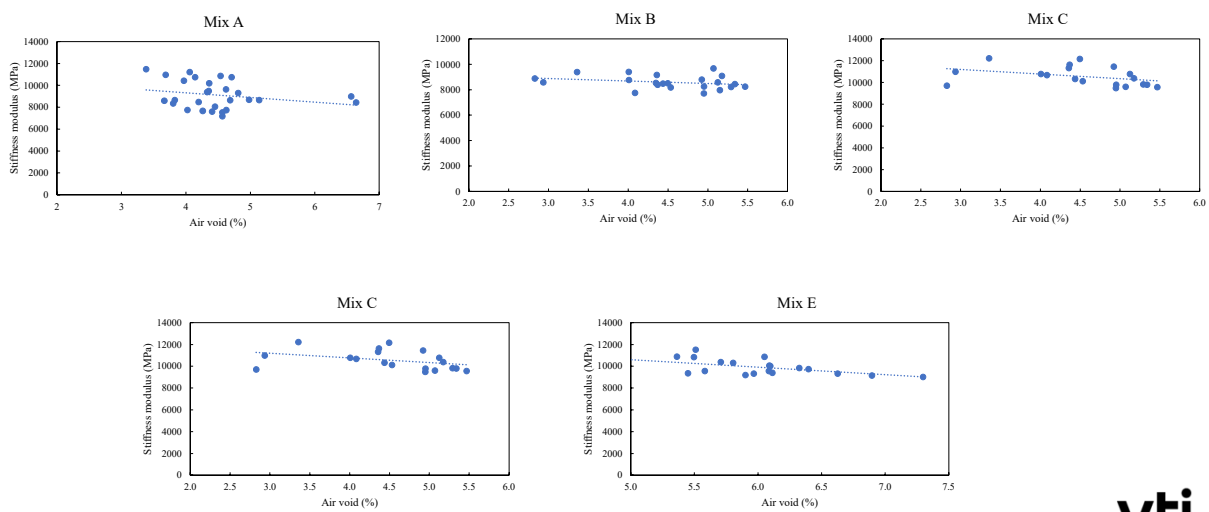 Mix A
Stiffness modulus (MPa)
14000
12000
10000
8000
6000
4000
2000
0
2 3 4 5 6 7
Air void (%)
Mix B
Stiffness modulus (MPa)
12000
10000
8000
6000
4000
2000
0
2.0 2.5 3.0 3.5 4.0 4.5 5.0 5.5 6.0
Air void (%)
Mix C
Stiffness modulus (MPa)
14000
12000
10000
8000
6000
4000
2000
0
2.0 2.5 3.0 3.5 4.0 4.5 5.0 5.5 6.0
Air void (%)
Mix C
Stiffness modulus (MPa)
14000
12000
10000
8000
6000
4000
2000
0
2.0 2.5 3.0 3.5 4.0 4.5 5.0 5.5 6.0
Air void (%)
Mix E
Stiffness modulus (MPa)
14000
12000
10000
8000
6000
4000
2000
0
5.0 5.5 6.0 6.5 7.0 7.5
Air void (%)
vti